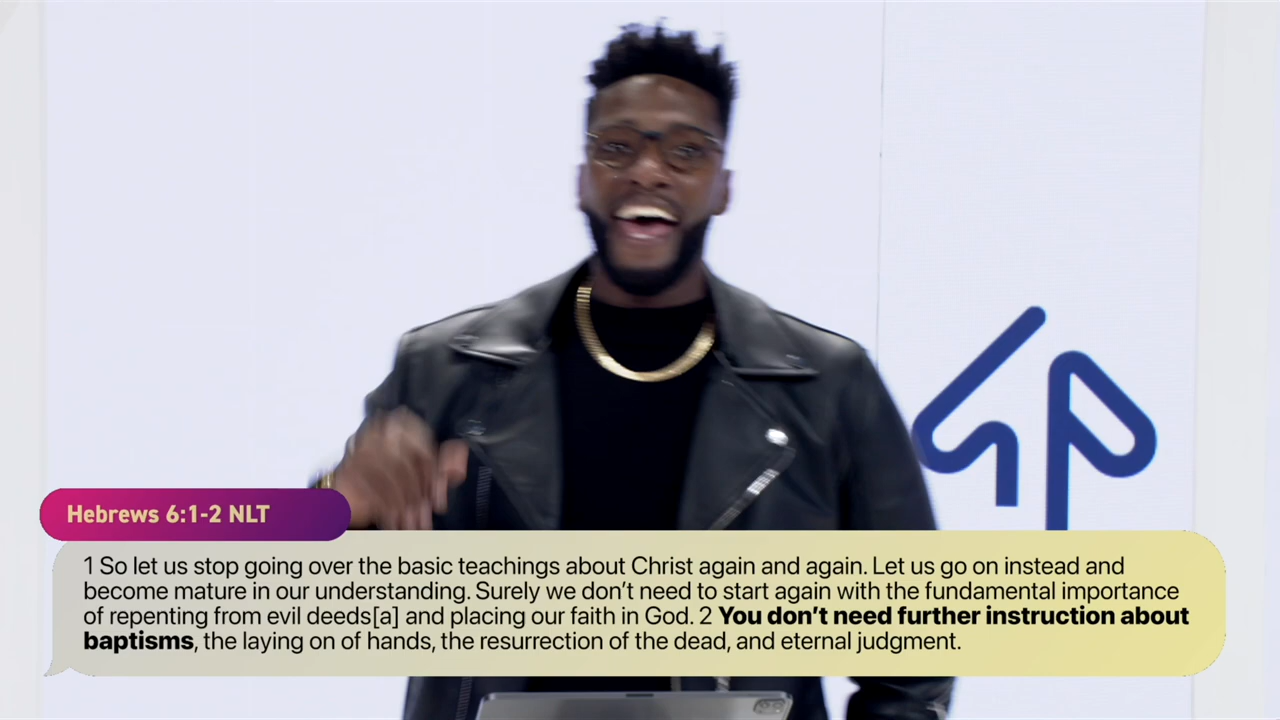 Hebrews 6:1-2 NLT
1 So let us stop going over the basic teachings about Christ again and again. Let us go on instead and
become mature in our understanding. Surely we don’t need to start again with the fundamental importance
of repenting from evil deeds[a] and placing our faith in God. 2 You don’t need further instruction about
baptisms, the laying on of hands, the resurrection of the dead, and eternal judgment.